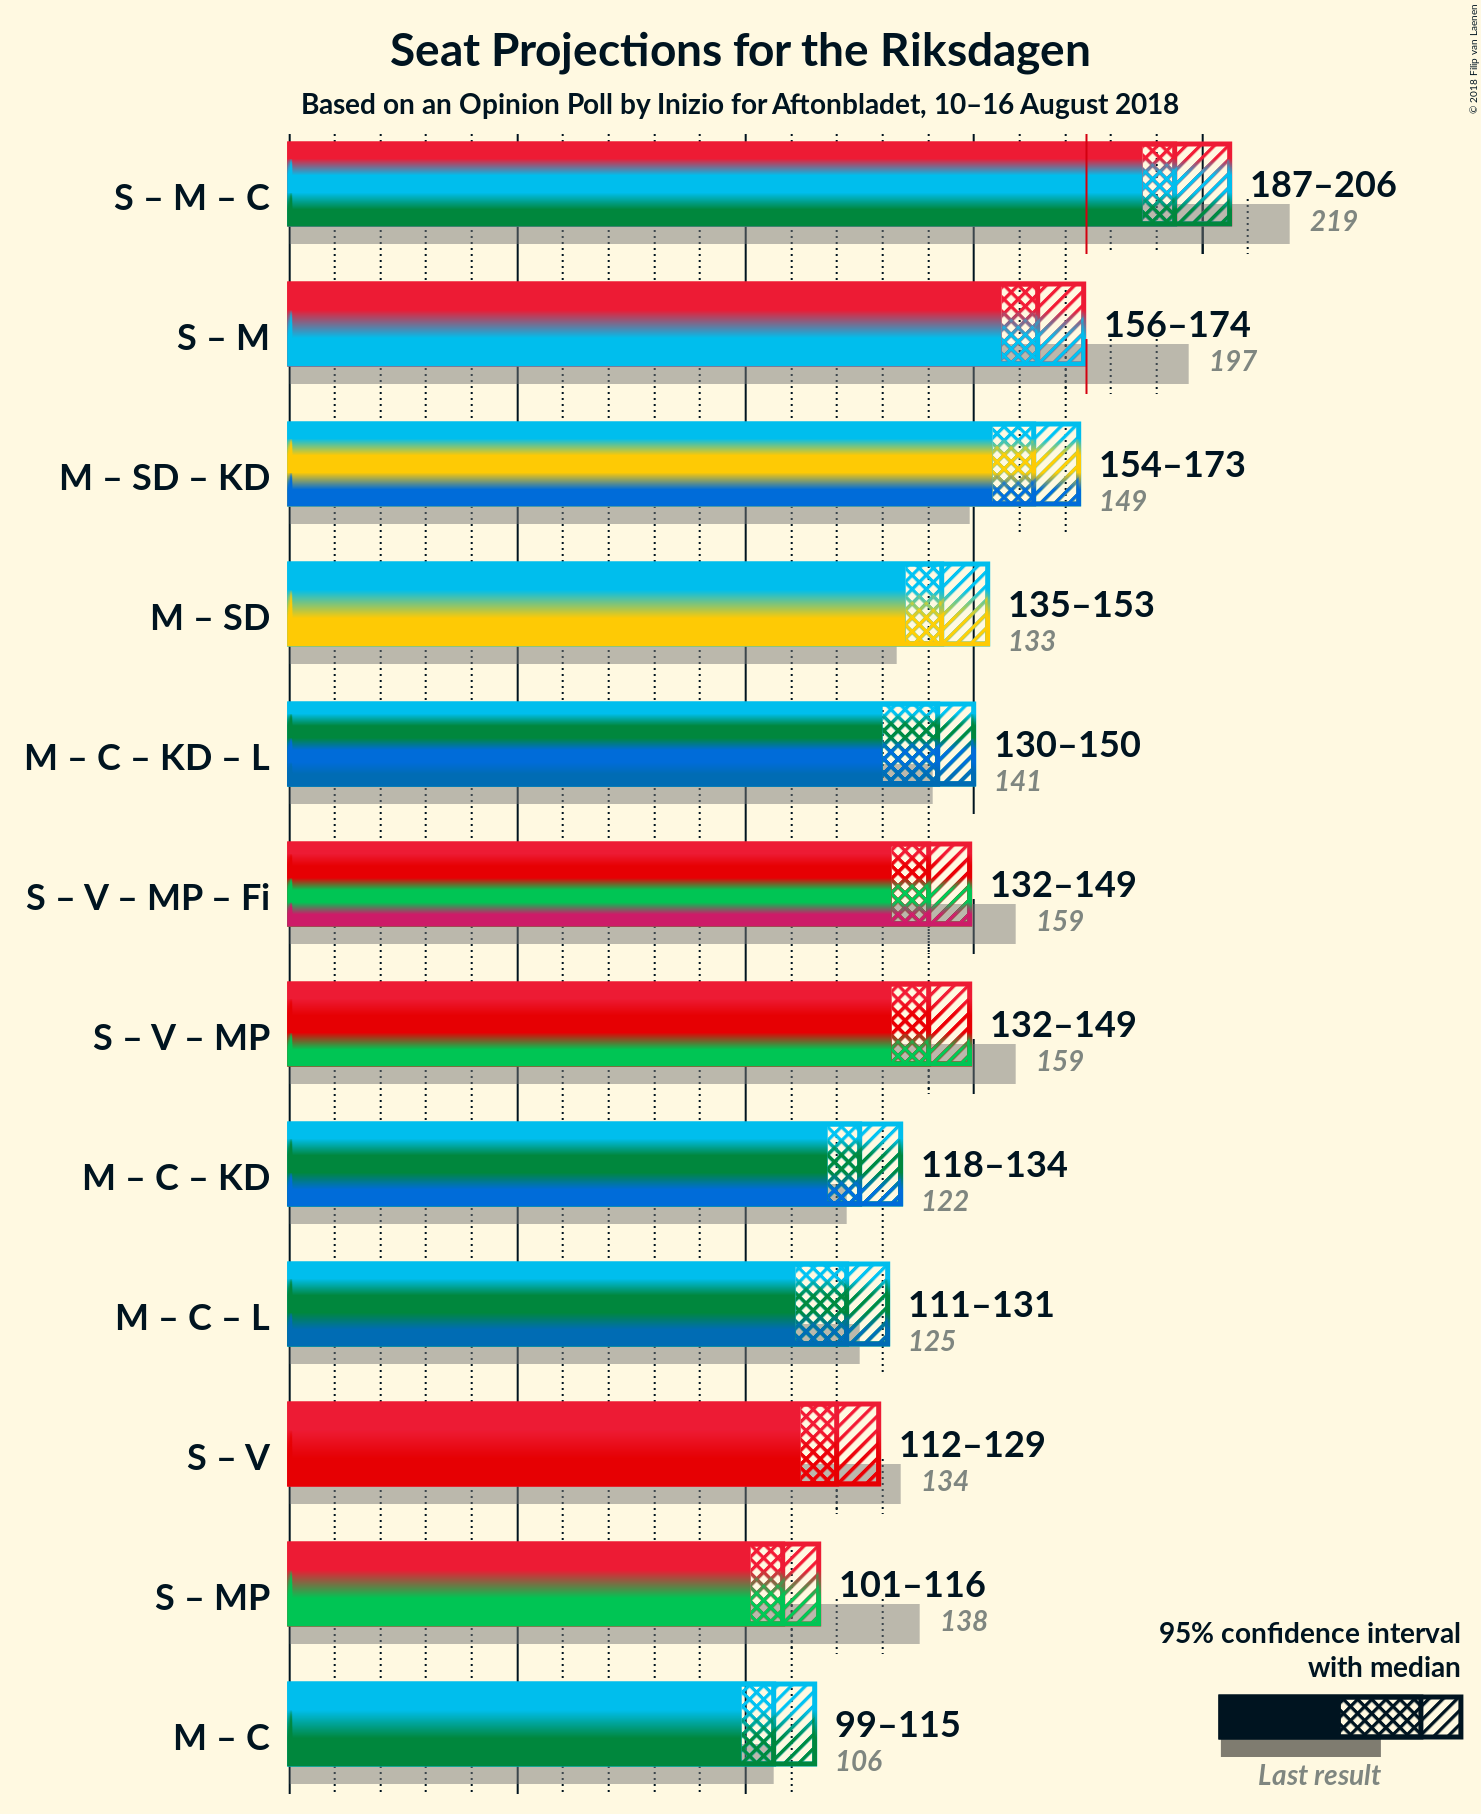 Seat Projections for the Riksdagen
Based on an Opinion Poll by Inizio for Aftonbladet, 10–16 August 2018
© 2018 Filip van Laenen
S – M – C
187–206
219
S – M
156–174
197
M – SD – KD
154–173
149
M – SD
135–153
133
M – C – KD – L
130–150
141
S – V – MP – Fi
132–149
159
S – V – MP
132–149
159
M – C – KD
118–134
122
M – C – L
111–131
125
S – V
112–129
134
S – MP
101–116
138
M – C
99–115
106
95% confidence interval
with median
Last result